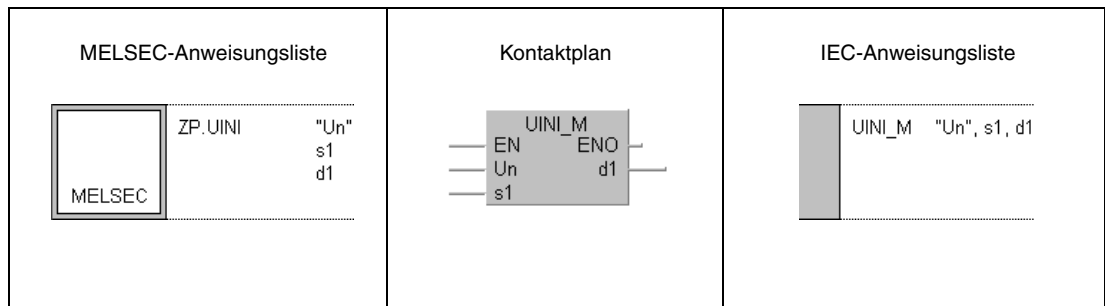 MELSEC-Anweisungsliste
MELSEC
ZP.UINI "Un"
s1
d1
Kontaktplan
UINI_M
EN ENO
Un d1
s1
IEC-Anweisungsliste
UINI_M "Un", s1, d1